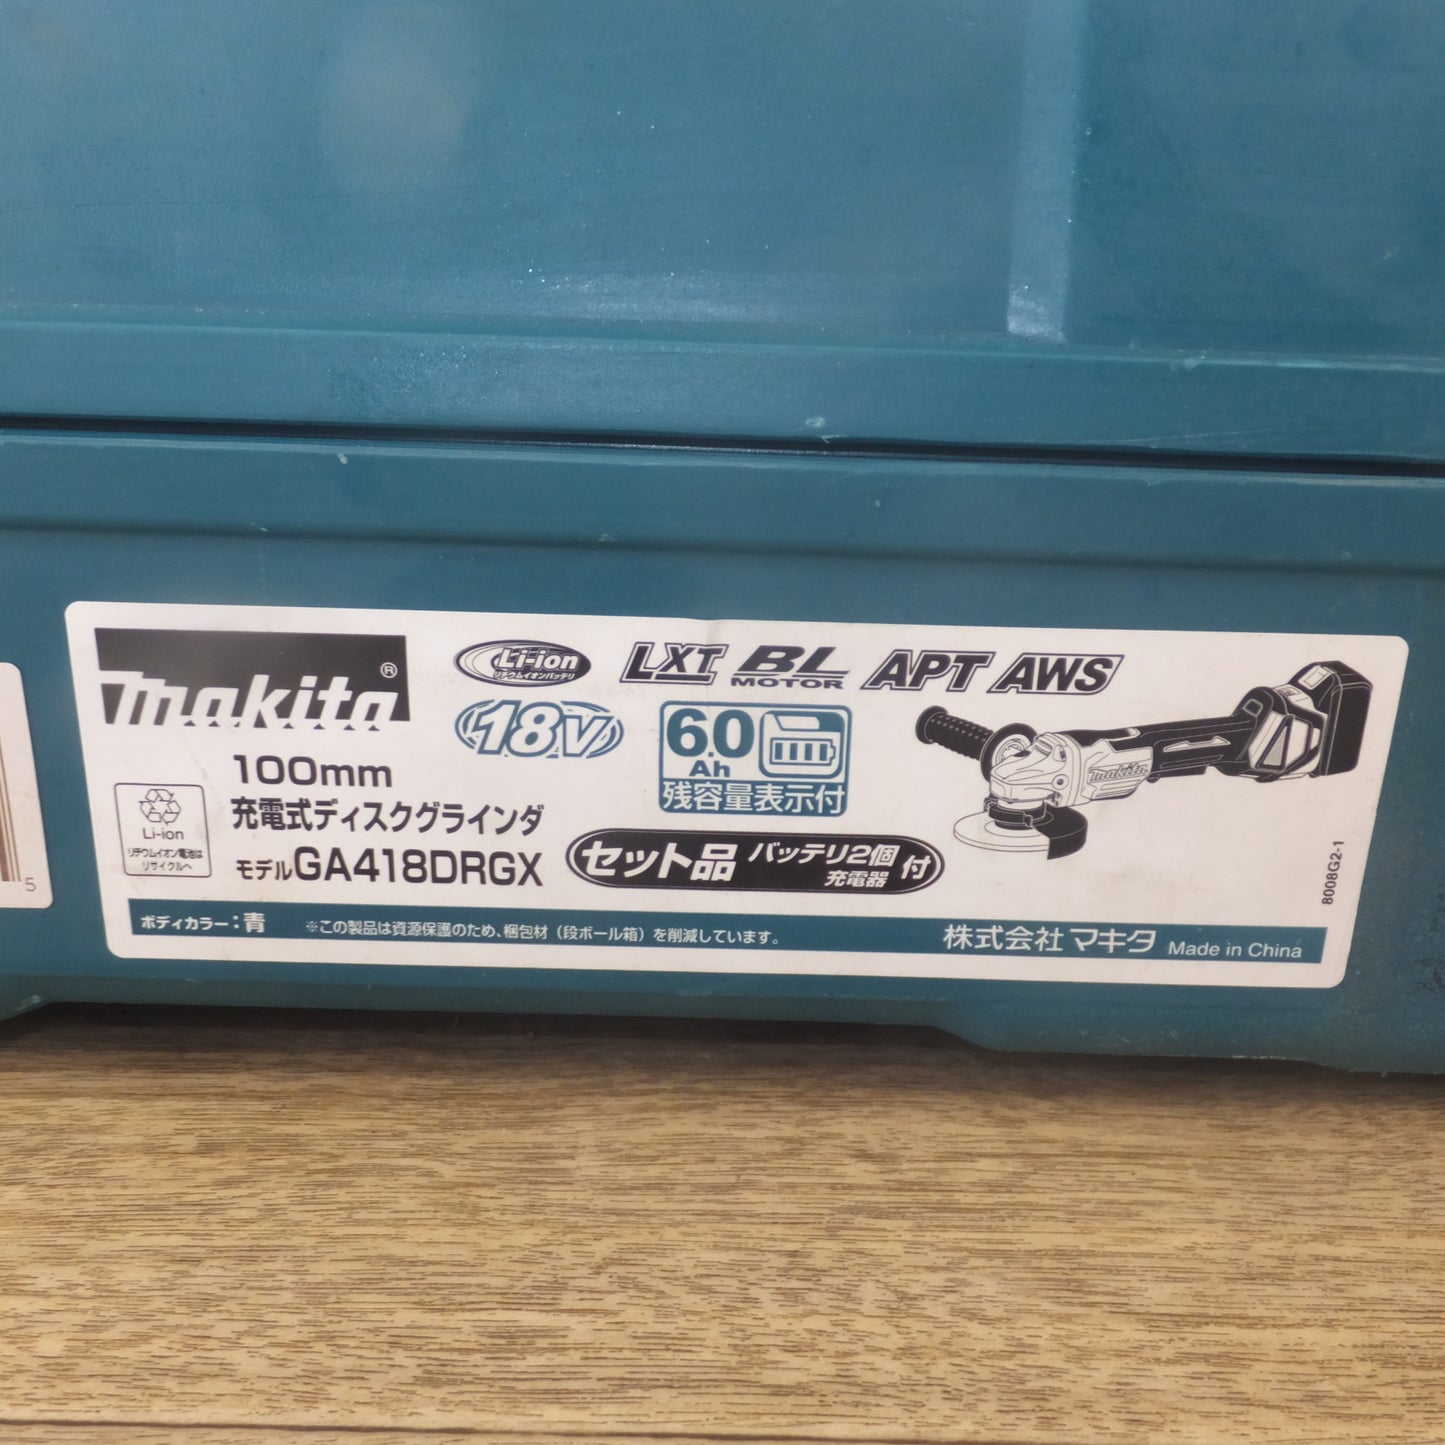 makita®
Li-ion
リチウムイオンバッテリ
LXT BL MOTOR APT AWS
18V
6.0 Ah
残容量表示付
100mm
充電式ディスクグラインダ
モデルGA418DRGX
セット品 バッテリ2個 充電器 付
Li-ion
リチウムイオン電池は
リサイクルへ
makita
8008G2-1
ボディカラー:青
※この製品は資源保護のため、梱包材(段ボール箱)を削減しています。
株式会社マキタ Made in China
5